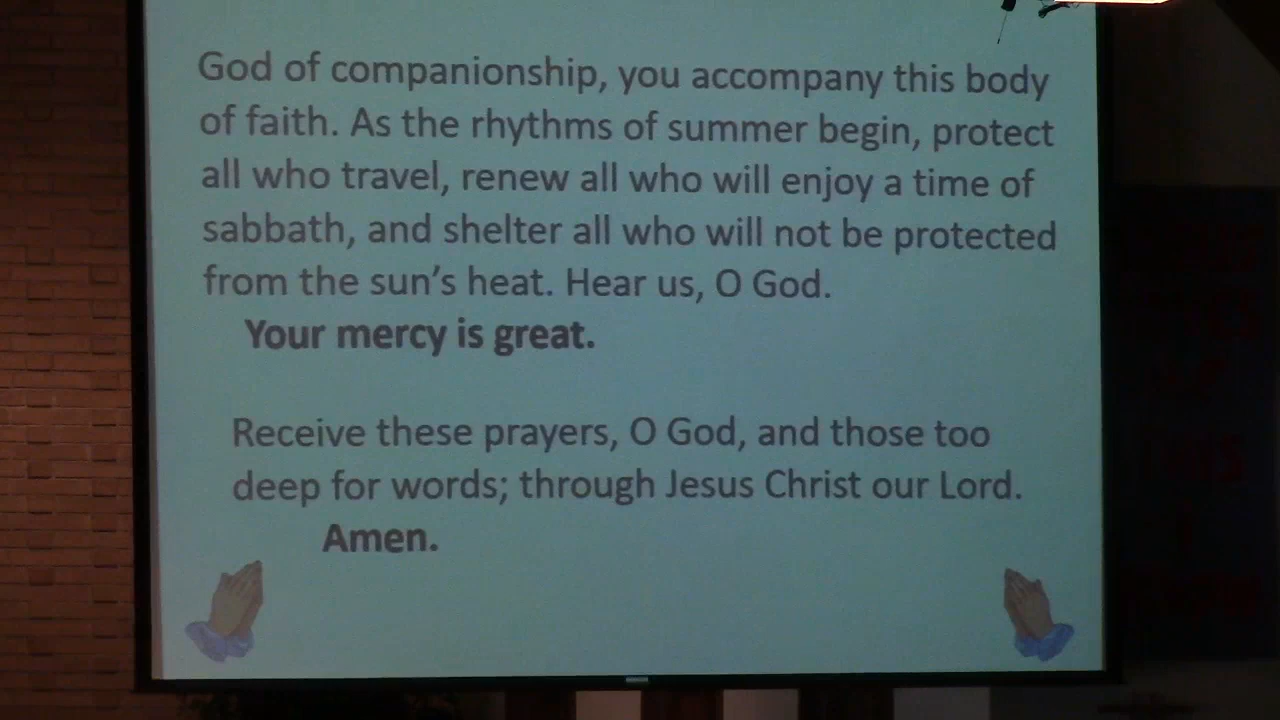 God of companionship, you accompany this body
of faith. As the rhythms of summer begin, protect
all who travel, renew all who will enjoy a time of
sabbath, and shelter all who will not be protected
from the sun's heat. Hear us, O God.
Your mercy is great.
Receive these prayers, O God, and those too
deep for words; through Jesus Christ our Lord.
Amen.